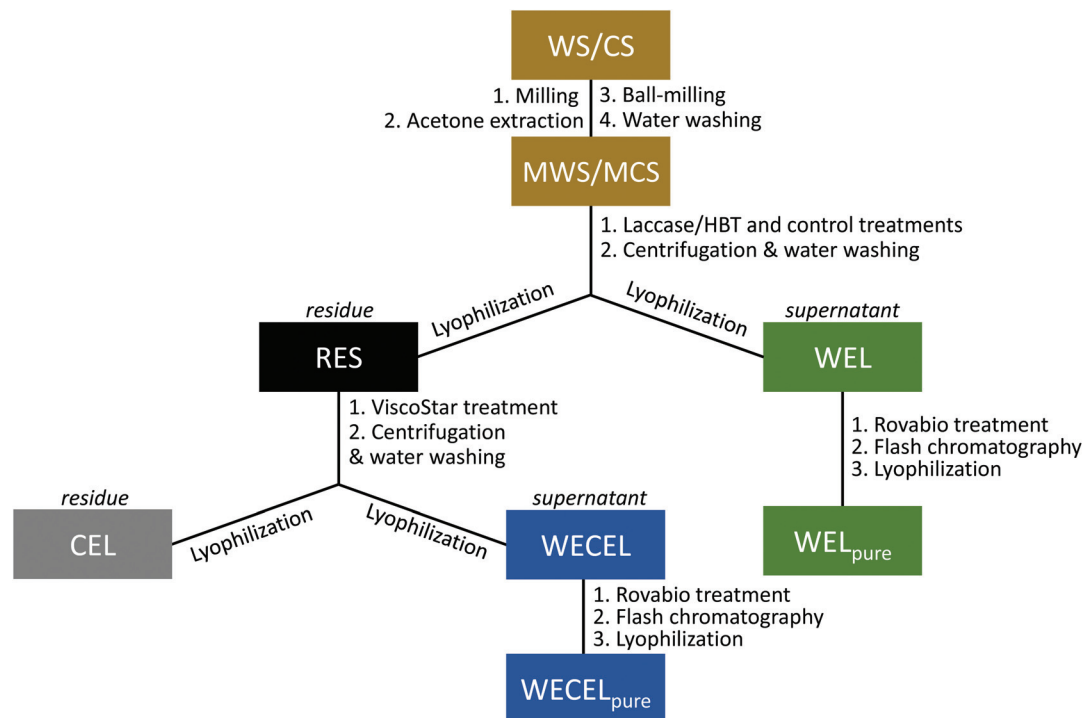 WS/CS
1. Milling
2. Acetone extraction
3. Ball-milling
4. Water washing
MWS/MCS
1. Laccase/HBT and control treatments
2. Centrifugation & water washing
Lyophilization
Lyophilization
residue
RES
supernatant
WEL
1. ViscoStar treatment
2. Centrifugation
& water washing
1. Rovabio treatment
2. Flash chromatography
3. Lyophilization
Lyophilization
Lyophilization
residue
CEL
supernatant
WECEL
WELpure
1. Rovabio treatment
2. Flash chromatography
3. Lyophilization
WECELpure